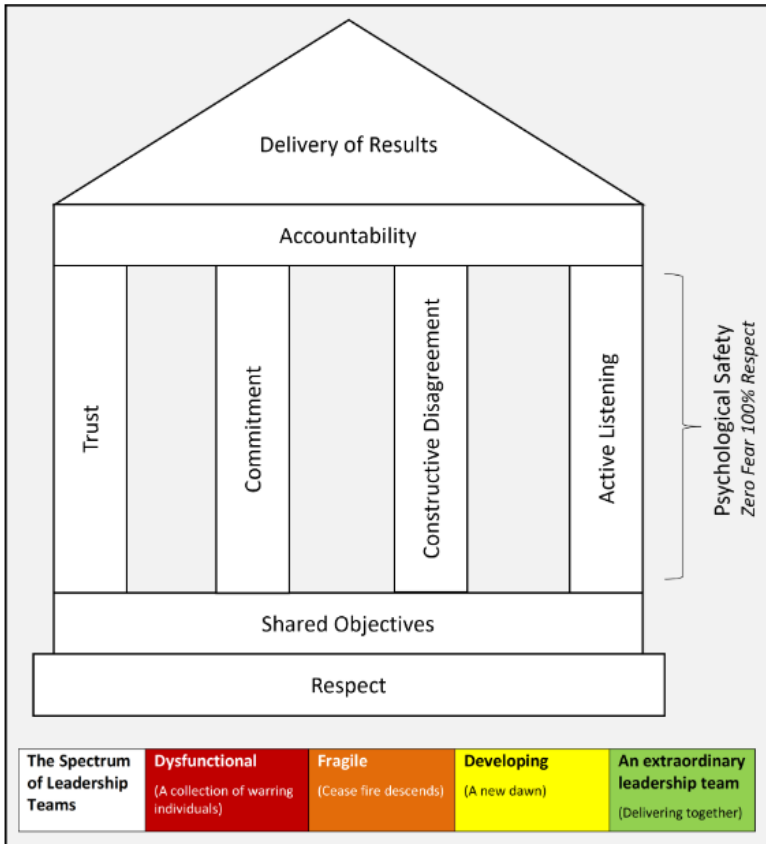 Delivery of Results
Accountability
Trust
Commitment
Constructive Disagreement
Active Listening
Psychological Safety
Zero Fear 100% Respect
Shared Objectives
Respect
The Spectrum
of Leadership
Teams
Dysfunctional
(A collection of warring
individuals)
Fragile
(Cease fire descends)
Developing
(A new dawn)
An extraordinary
leadership team
(Delivering together)